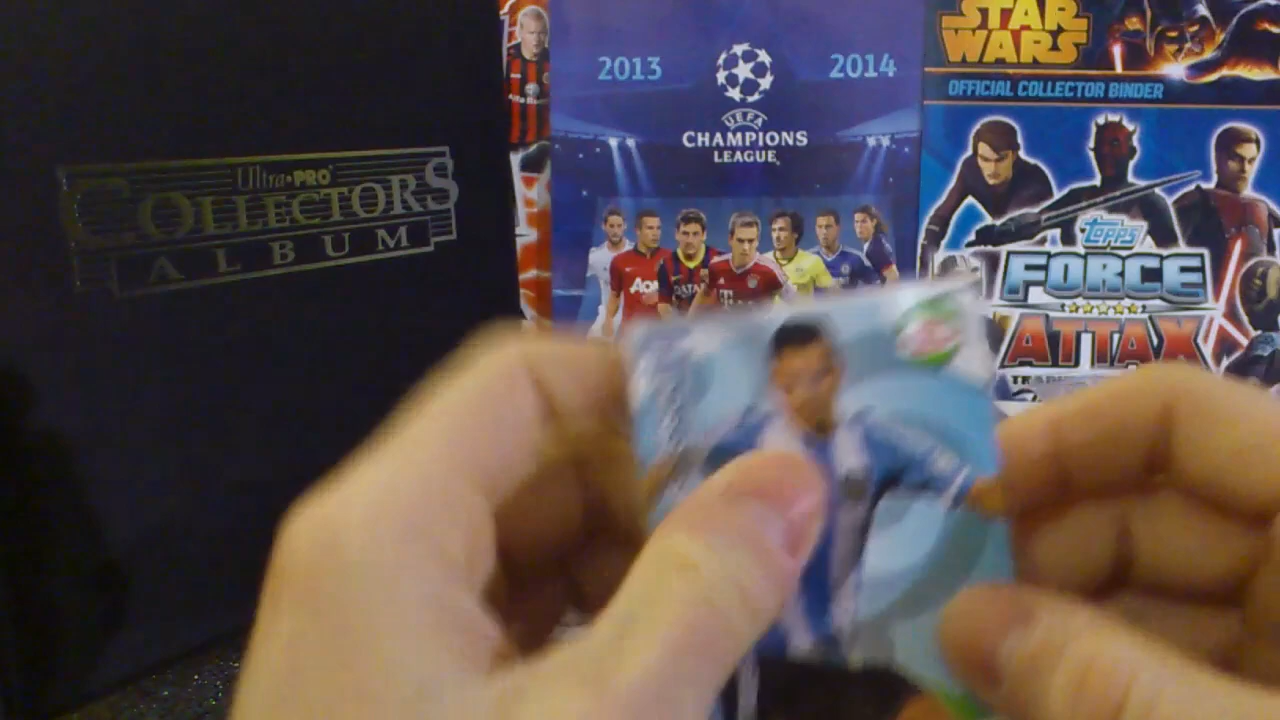 Ultra•PRO
COLLECTORS
ALBUM
2013
2014
UEFA
CHAMPIONS
LEAGUE
STAR
WARS
OFFICIAL COLLECTOR BINDER
TOPPS
FORCE
ATTAX